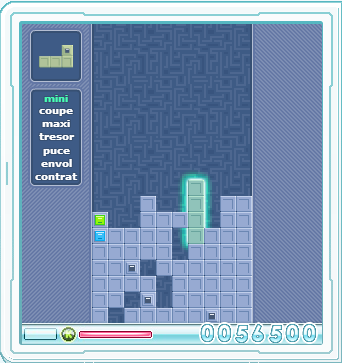 mini
coupe
maxi
tresor
puce
envol
contrat
0056500